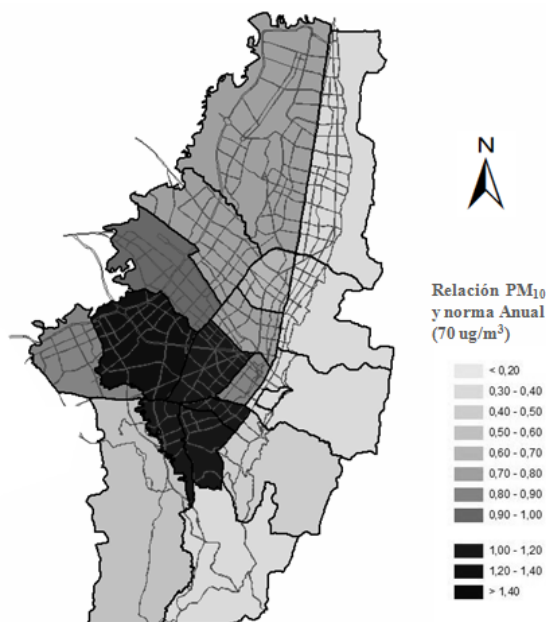 N
Relación PM10
y norma Anual
(70 ug/m³)
< 0,20
0,30 - 0,40
0,40 - 0,50
0,50 - 0,60
0,60 - 0,70
0,70 - 0,80
0,80 - 0,90
0,90 - 1,00
1,00 - 1,20
1,20 - 1,40
> 1,40